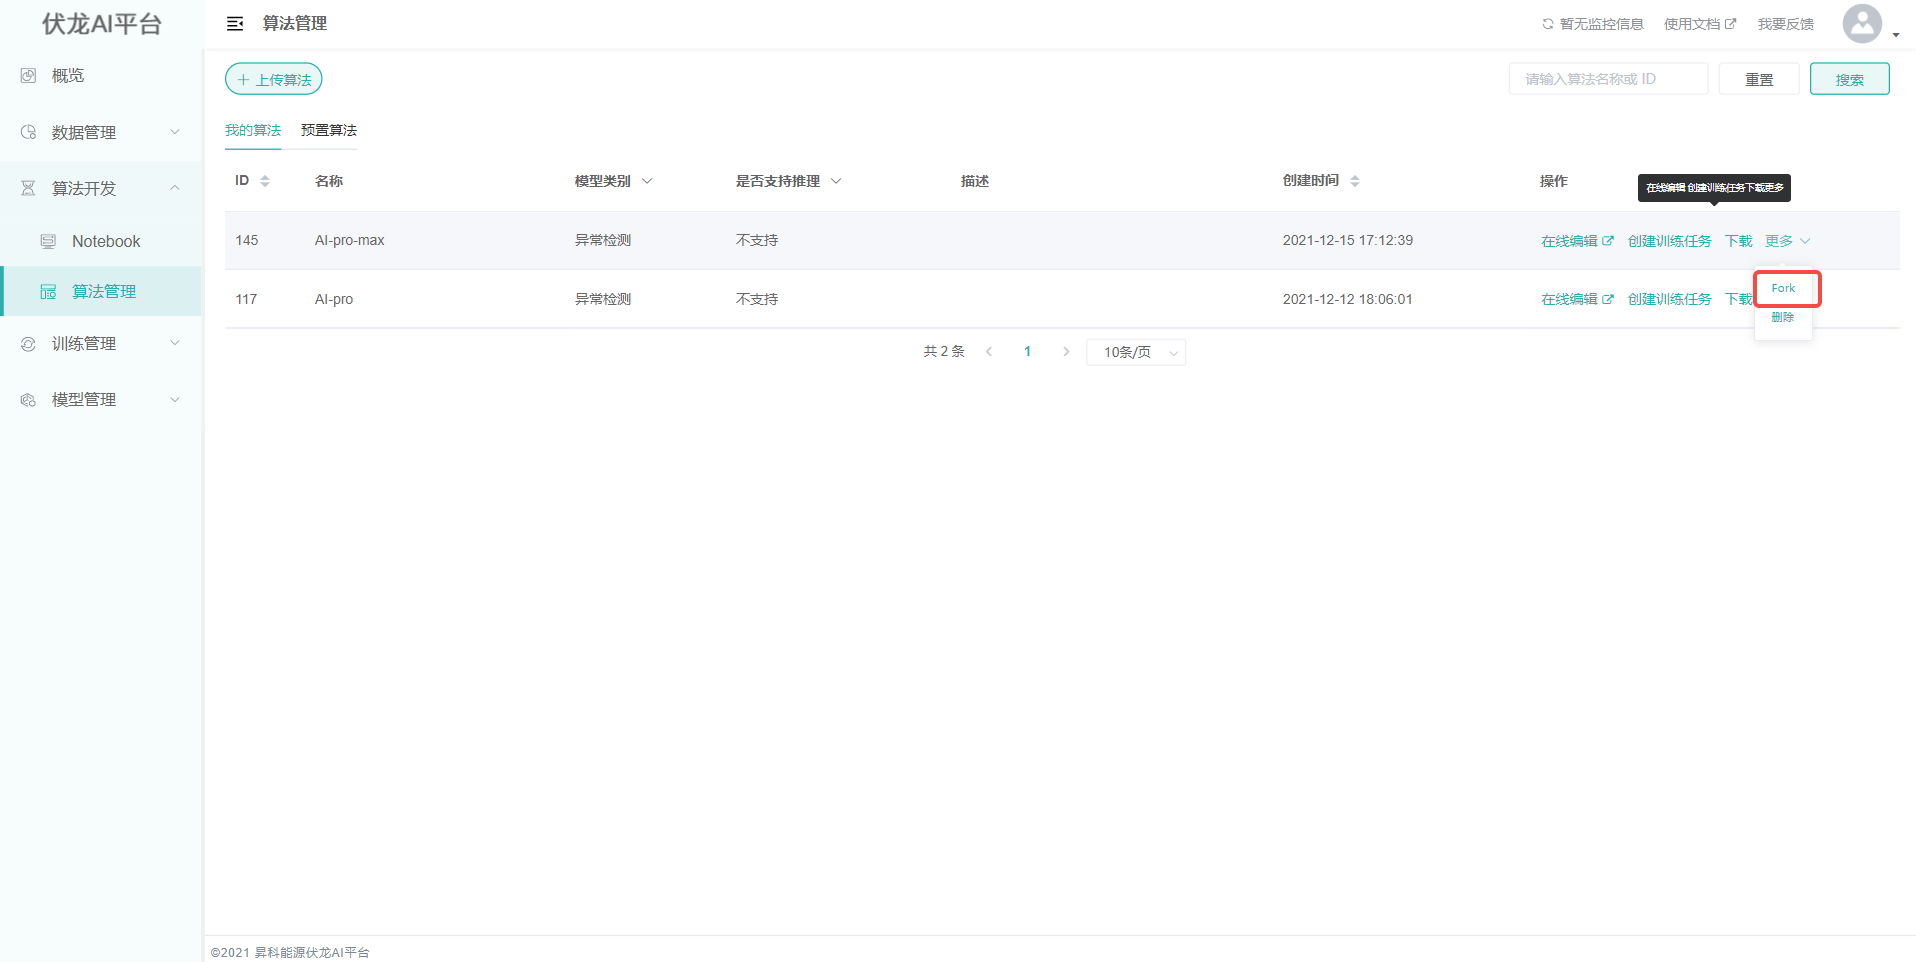 伏龙AI平台
算法管理
暂无监控信息 使用文档 我要反馈
概览
数据管理
算法开发
Notebook
算法管理
训练管理
模型管理
上传算法
请输入算法名称或 ID 重置 搜索
我的算法 预置算法
ID 名称 模型类别 是否支持推理 描述 创建时间 操作
在线编辑 创建训练任务下载更多
145 AI-pro-max 异常检测 不支持 2021-12-15 17:12:39 在线编辑 创建训练任务 下载 更多
Fork
117 AI-pro 异常检测 不支持 2021-12-12 18:06:01 在线编辑 创建训练任务 下载
删除
共 2 条 1 10条/页
©2021 昇科能源伏龙AI平台